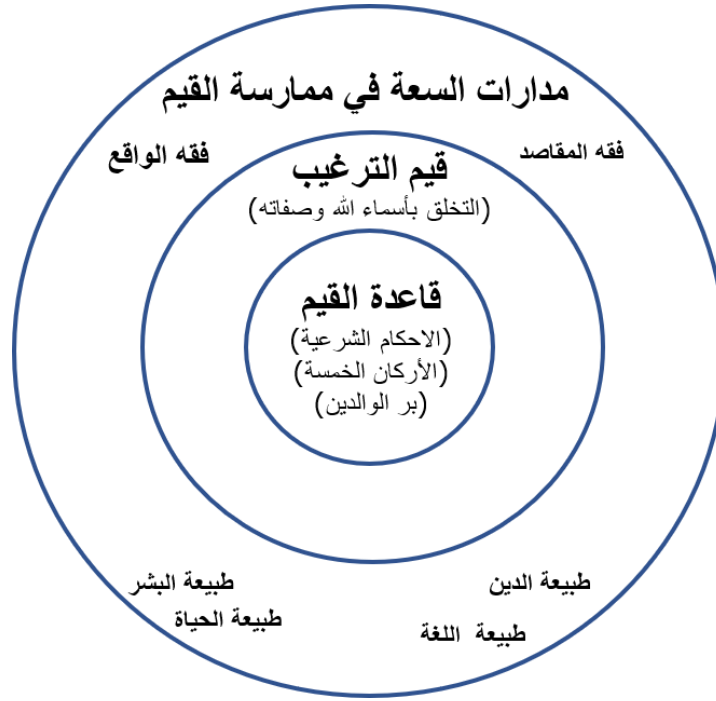 مدارات السعة في ممارسة القيم
فقه المقاصد
فقه الواقع
قيم الترغيب
(التخلق بأسماء الله وصفاته)
قاعدة القيم
(الاحكام الشرعية)
(الأركان الخمسة)
(بر الوالدين)
طبيعة الدين
طبيعة اللغة
طبيعة البشر
طبيعة الحياة